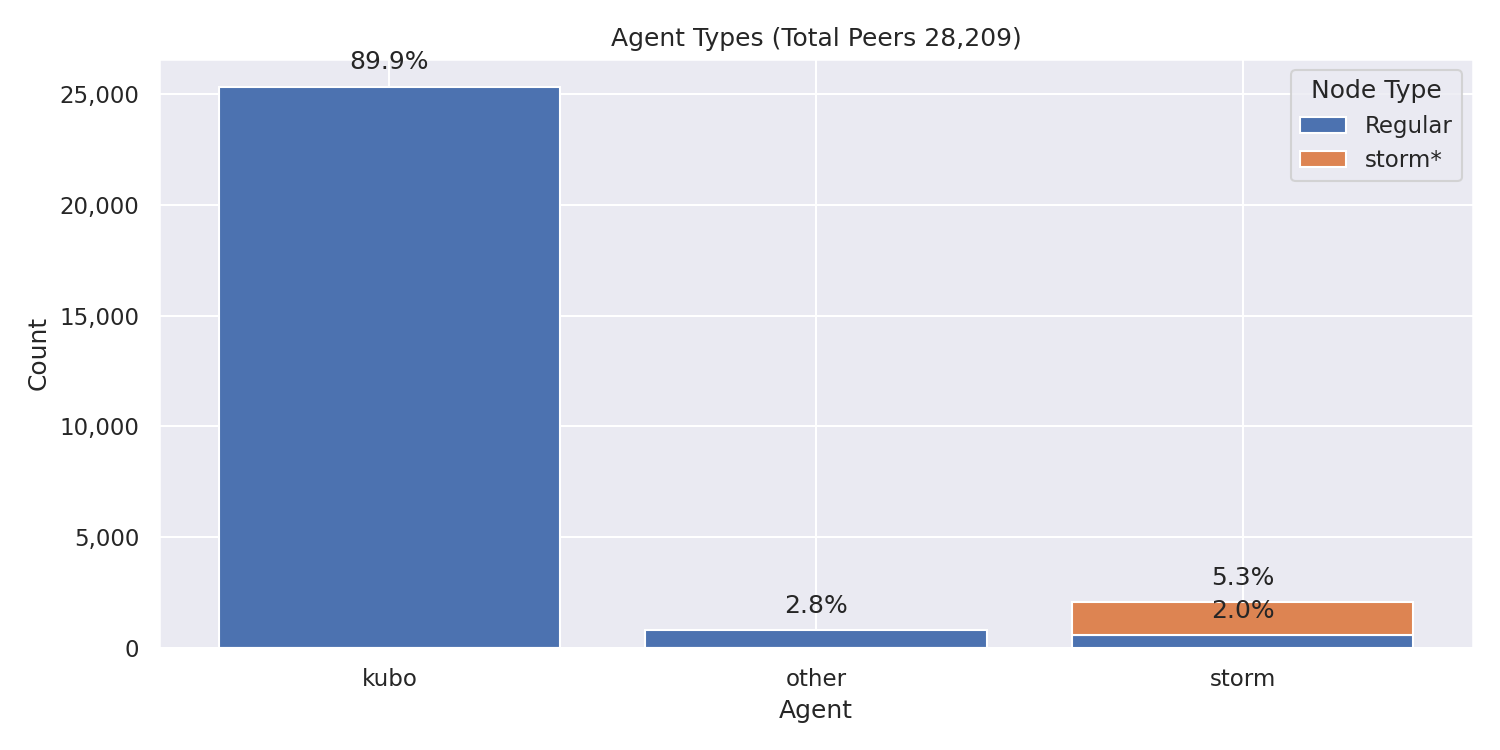 Agent Types (Total Peers 28,209)
89.9%
Node Type
Regular
storm*
25,000
20,000
15,000
10,000
5,000
0
Count
2.8%
5.3%
2.0%
kubo
other
storm
Agent